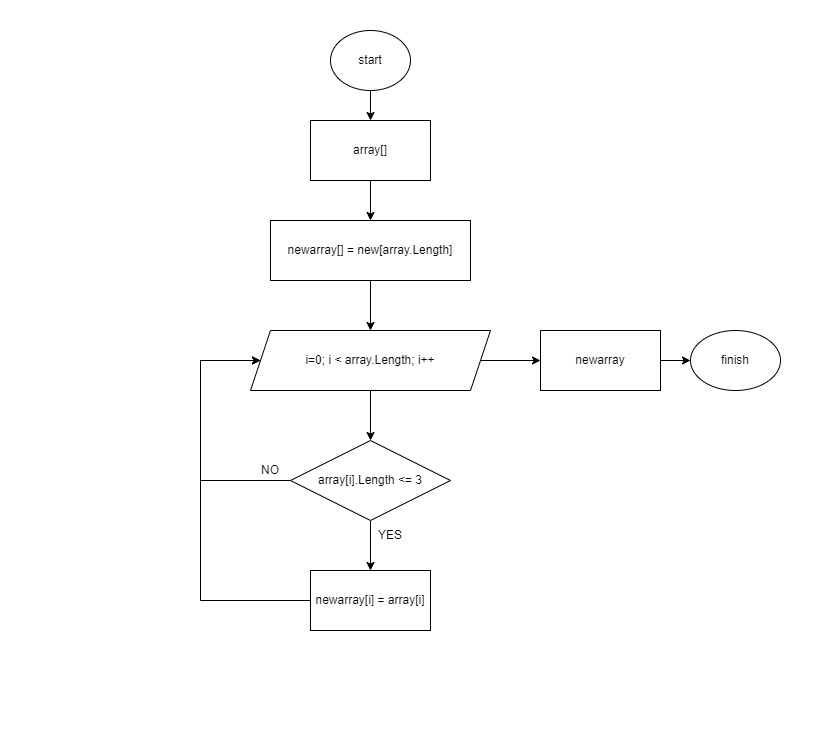 start
array[]
newarray[] = new[array.Length]
i=0; i < array.Length; i++
newarray
finish
NO
array[i].Length <= 3
YES
newarray[i] = array[i]